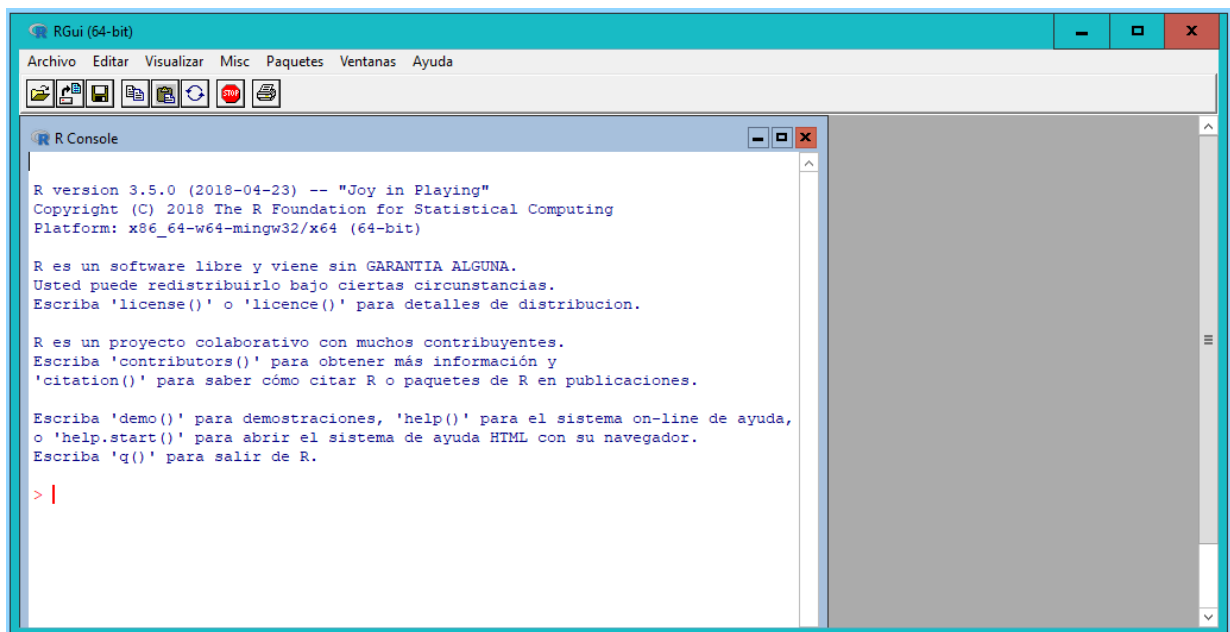 RGui (64-bit)
Archivo Editar Visualizar Misc Paquetes Ventanas Ayuda
STOP
R Console
R version 3.5.0 (2018-04-23) -- "Joy in Playing"
Copyright (C) 2018 The R Foundation for Statistical Computing
Platform: x86_64-w64-mingw32/x64 (64-bit)
R es un software libre y viene sin GARANTIA ALGUNA.
Usted puede redistribuirlo bajo ciertas circunstancias.
Escriba 'license()' o 'licence()' para detalles de distribucion.
R es un proyecto colaborativo con muchos contribuyentes.
Escriba 'contributors()' para obtener más información y
'citation()' para saber cómo citar R o paquetes de R en publicaciones.
Escriba 'demo()' para demostraciones, 'help()' para el sistema on-line de ayuda,
o 'help.start()' para abrir el sistema de ayuda HTML con su navegador.
Escriba 'q()' para salir de R.
>